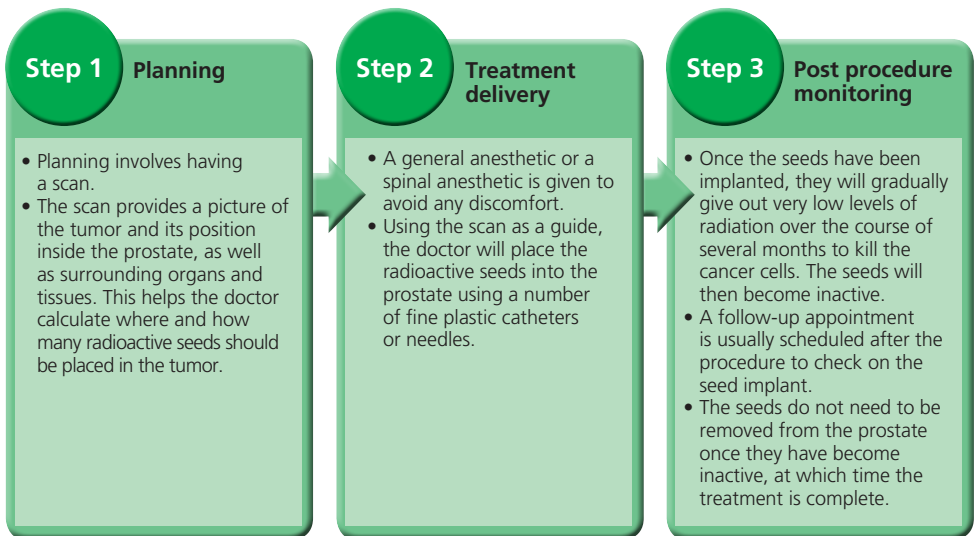 Step 1
Planning
• Planning involves having
a scan.
• The scan provides a picture of
the tumor and its position
inside the prostate, as well
as surrounding organs and
tissues. This helps the doctor
calculate where and how
many radioactive seeds should
be placed in the tumor.
Step 2
Treatment
delivery
• A general anesthetic or a
spinal anesthetic is given to
avoid any discomfort.
• Using the scan as a guide,
the doctor will place the
radioactive seeds into the
prostate using a number
of fine plastic catheters
or needles.
Step 3
Post procedure
monitoring
• Once the seeds have been
implanted, they will gradually
give out very low levels of
radiation over the course of
several months to kill the
cancer cells. The seeds will
then become inactive.
• A follow-up appointment
is usually scheduled after the
procedure to check on the
seed implant.
• The seeds do not need to be
removed from the prostate
once they have become
inactive, at which time the
treatment is complete.